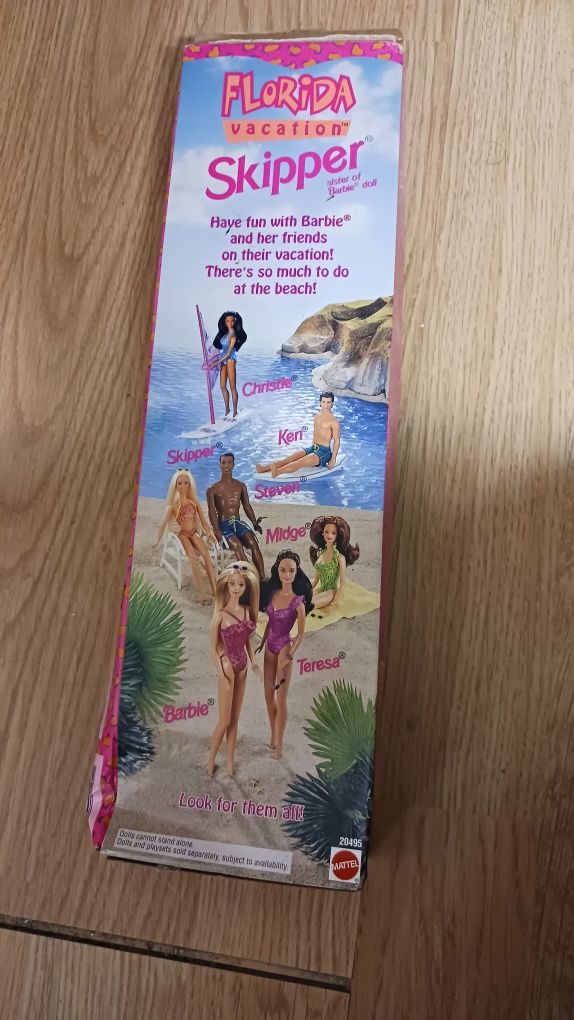 FLORiDA
vacation™
Skipper®
sister of
Barbie® doll
Have fun with Barbie®
and her friends
on their vacation!
There's so much to do
at the beach!
Christie®
Ken®
Skipper®
Steven®
Midge®
Teresa®
Barbie®
Look for them all!
Dolls cannot stand alone.
Dolls and playsets sold separately, subject to availability.
20495
MATTEL